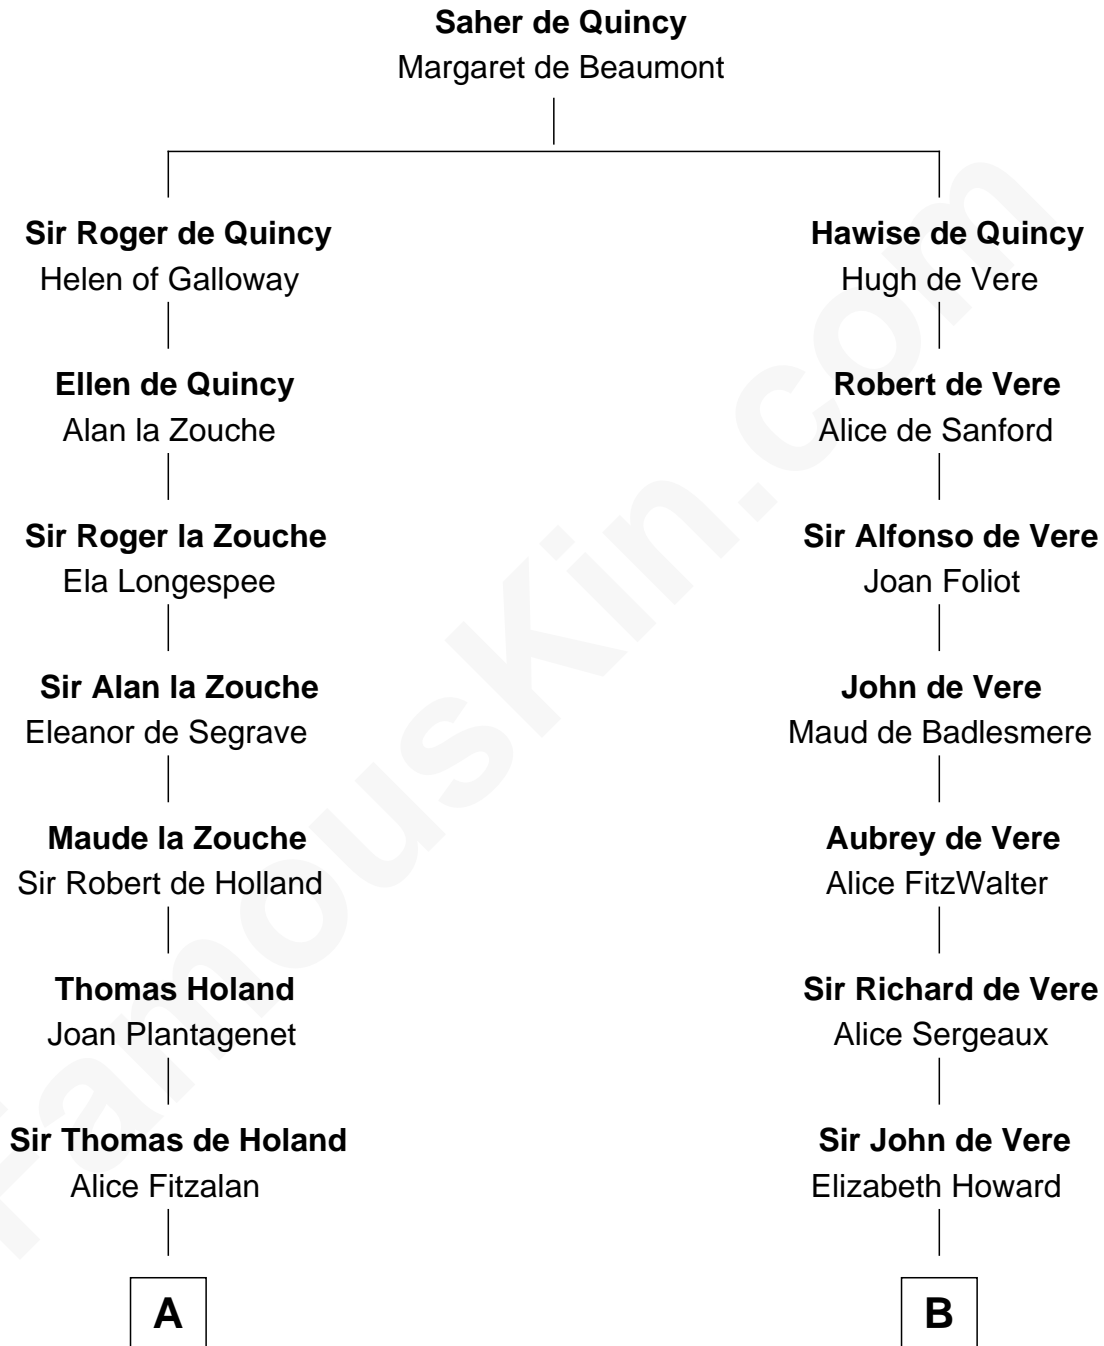 Saher de Quincy
Margaret de Beaumont
Sir Roger de Quincy
Helen of Galloway
Hawise de Quincy
Hugh de Vere
Ellen de Quincy
Alan la Zouche
Robert de Vere
Alice de Sanford
Sir Roger la Zouche
Ela Longespee
Sir Alfonso de Vere
Joan Foliot
Sir Alan la Zouche
Eleanor de Segrave
John de Vere
Maud de Badlesmere
Maude la Zouche
Sir Robert de Holland
Aubrey de Vere
Alice FitzWalter
Thomas Holand
Joan Plantagenet
Sir Richard de Vere
Alice Sergeaux
Sir Thomas de Holand
Alice Fitzalan
Sir John de Vere
Elizabeth Howard
A
B
FamousKin.com